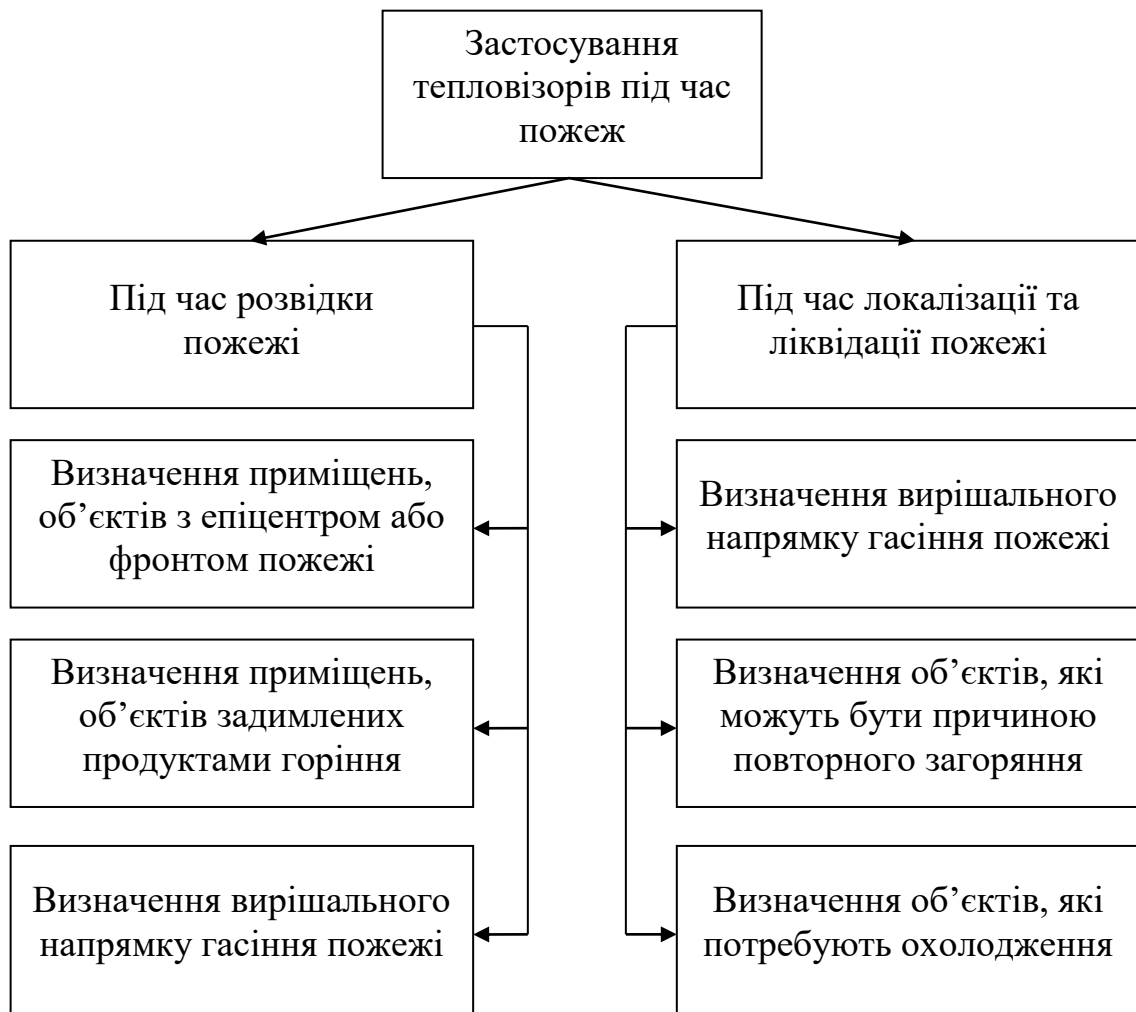 Застосування
тепловізорів під час
пожеж
Під час розвідки
пожежі
Під час локалізації та
ліквідації пожежі
Визначення приміщень,
об’єктів з епіцентром або
фронтом пожежі
Визначення вирішального
напрямку гасіння пожежі
Визначення приміщень,
об’єктів задимлених
продуктами горіння
Визначення об’єктів, які
можуть бути причиною
повторного загоряння
Визначення вирішального
напрямку гасіння пожежі
Визначення об’єктів, які
потребують охолодження